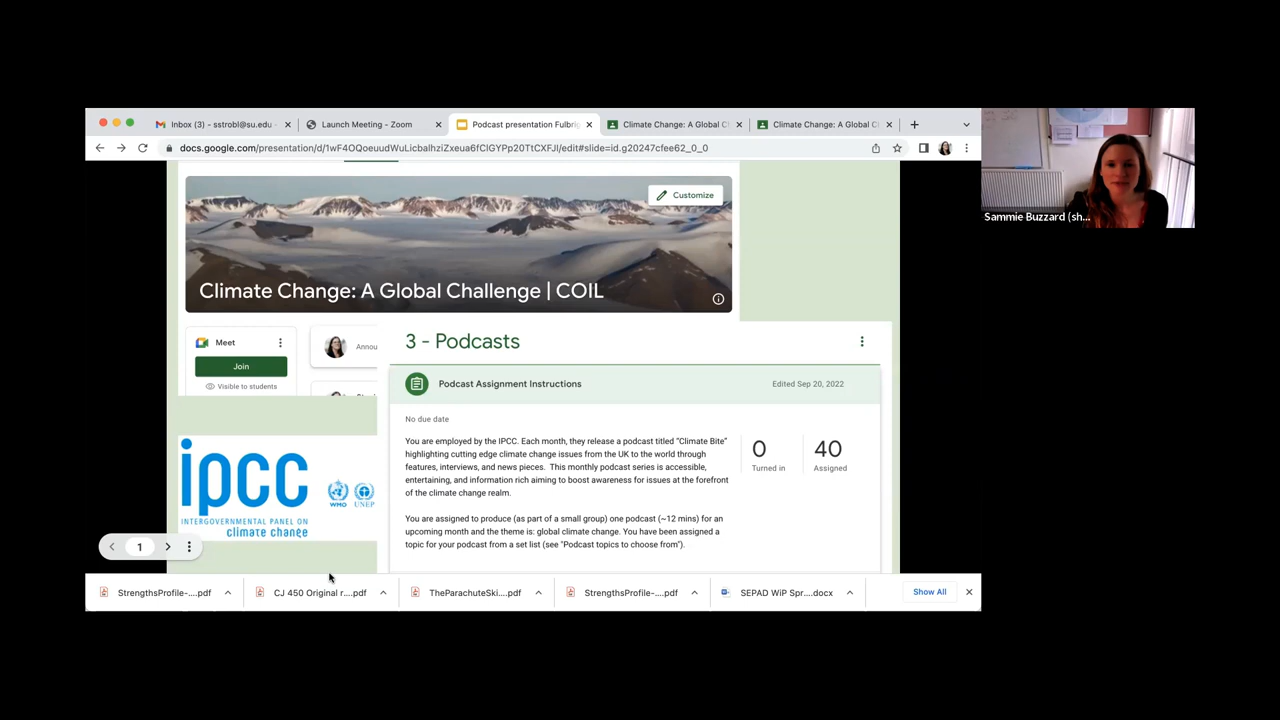 Inbox (3) - sstrobl@su.edu -
Launch Meeting - Zoom
Podcast presentation Fulbrig
Climate Change: A Global C
Climate Change: A Global C
docs.google.com/presentation/d/1wF4OQoeuudWuLicbaIhziZxeua6fCIGYPp20TtCXFJI/edit#slide=id.g20247cfee62_0_0
Customize
Climate Change: A Global Challenge | COIL
Meet
Join
Visible to students
Annou
3 - Podcasts
Podcast Assignment Instructions
Edited Sep 20, 2022
No due date
You are employed by the IPCC. Each month, they release a podcast titled "Climate Bite"
highlighting cutting edge climate change issues from the UK to the world through
features, interviews, and news pieces. This monthly podcast series is accessible,
entertaining, and information rich aiming to boost awareness for issues at the forefront
of the climate change realm.
You are assigned to produce (as part of a small group) one podcast (~12 mins) for an
upcoming month and the theme is: global climate change. You have been assigned a
topic for your podcast from a set list (see "Podcast topics to choose from").
0
Turned in
40
Assigned
ipcc
INTERGOVERNMENTAL PANEL ON
climate change
WMO
UNEP
1
StrengthsProfile-....pdf
CJ 450 Original r....pdf
TheParachuteSki....pdf
StrengthsProfile-....pdf
SEPAD WiP Spr....docx
Show All
Sammie Buzzard (sh...